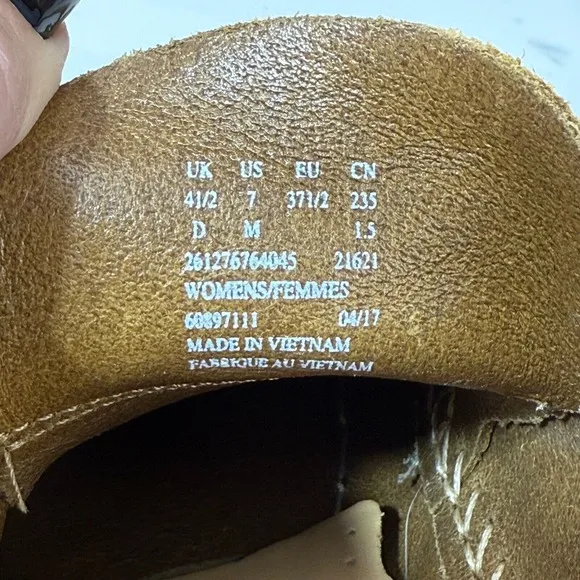 UK US EU CN
41/2 7 371/2 235
D M 1.5
261276764045 21621
WOMENS/FEMMES
60897111 04/17
MADE IN VIETNAM
FABRIQUE AU VIETNAM